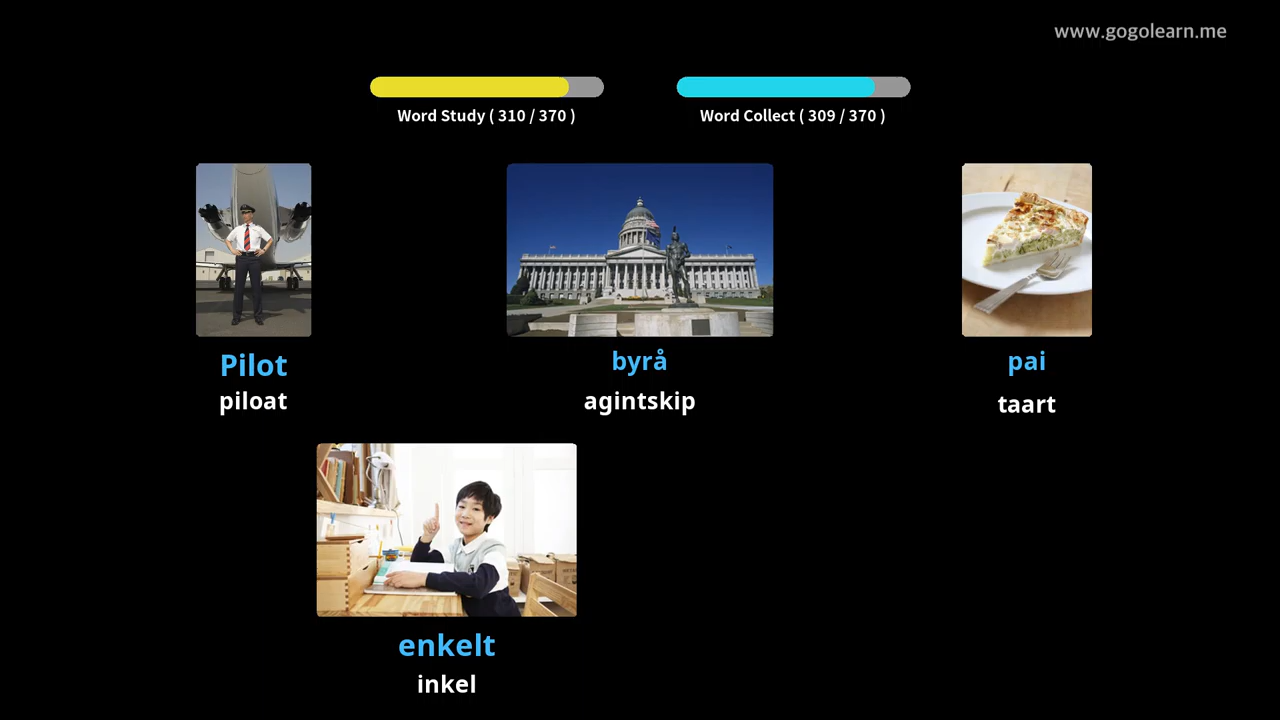 www.gogolearn.me
Word Study ( 310 / 370 )
Word Collect ( 309 / 370 )
Pilot
piloat
byrå
agintskip
pai
taart
enkelt
inkel